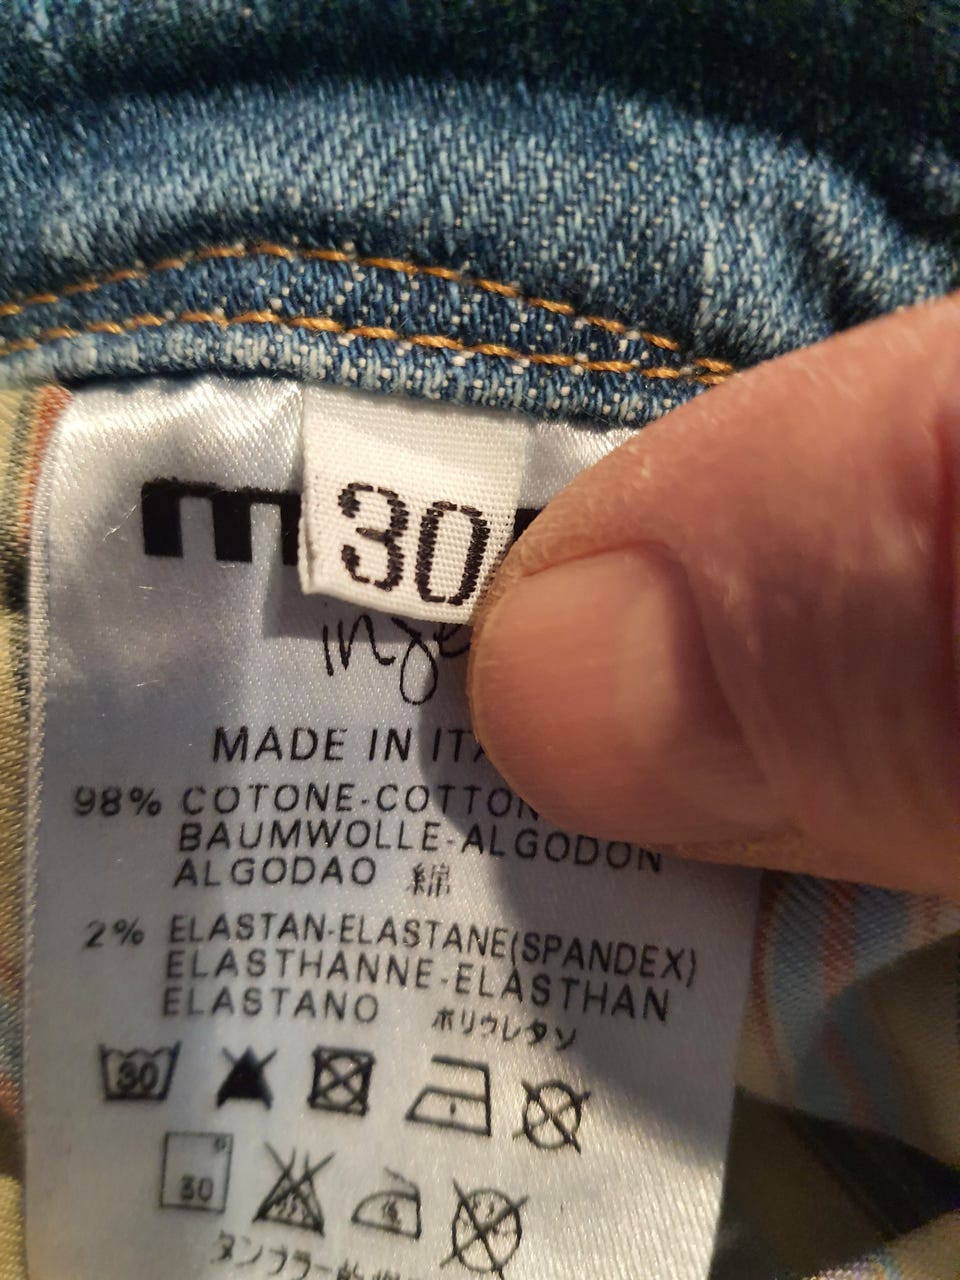 30
MADE IN
98% COTONE-COTTON
BAUMWOLLE-ALGODON
ALGODAO 綿
2% ELASTAN-ELASTANE(SPANDEX)
ELASTHANNE-ELASTHAN
ELASTANO ポリウレタン
30
30